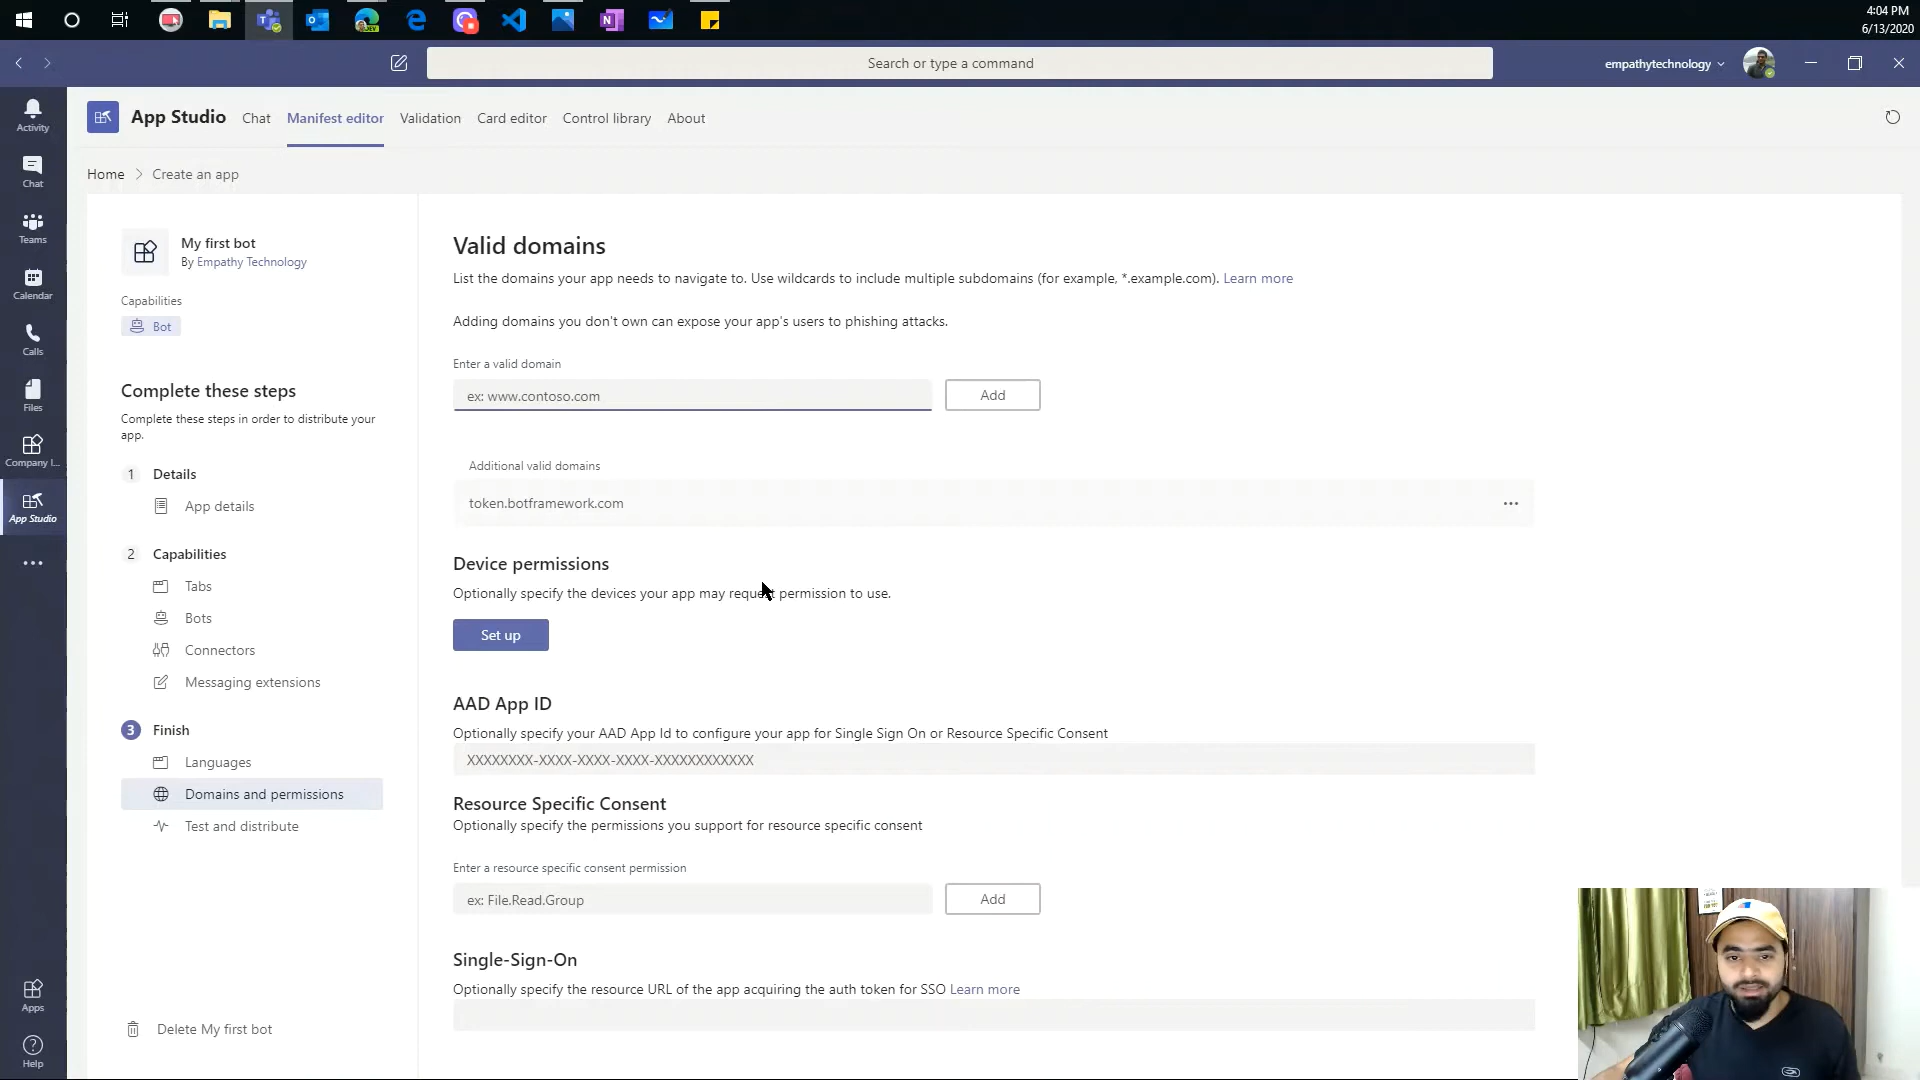 4:04 PM
6/13/2020
Search or type a command
empathytechnology
Activity
Chat
Teams
Calendar
Calls
Files
Company I...
App Studio
Apps
Help
App Studio
Chat
Manifest editor
Validation
Card editor
Control library
About
Home > Create an app
My first bot
By Empathy Technology
Capabilities
Bot
Complete these steps
Complete these steps in order to distribute your
app.
1 Details
App details
2 Capabilities
Tabs
Bots
Connectors
Messaging extensions
3 Finish
Languages
Domains and permissions
Test and distribute
Delete My first bot
Valid domains
List the domains your app needs to navigate to. Use wildcards to include multiple subdomains (for example, *.example.com). Learn more
Adding domains you don't own can expose your app's users to phishing attacks.
Enter a valid domain
ex: www.contoso.com
Add
Additional valid domains
token.botframework.com
Device permissions
Optionally specify the devices your app may request permission to use.
Set up
AAD App ID
Optionally specify your AAD App Id to configure your app for Single Sign On or Resource Specific Consent
XXXXXXXX-XXXX-XXXX-XXXX-XXXXXXXXXXXX
Resource Specific Consent
Optionally specify the permissions you support for resource specific consent
Enter a resource specific consent permission
ex: File.Read.Group
Add
Single-Sign-On
Optionally specify the resource URL of the app acquiring the auth token for SSO Learn more